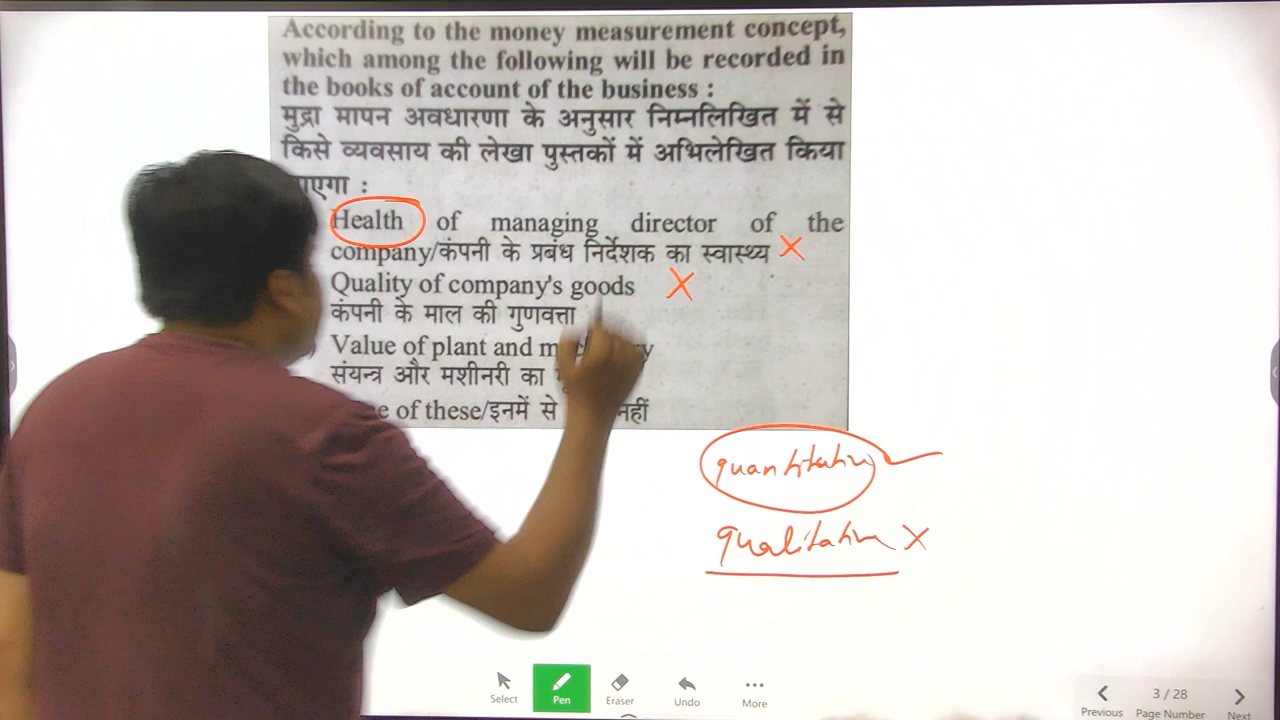 According to the money measurement concept,
which among the following will be recorded in
the books of account of the business :
मुद्रा मापन अवधारणा के अनुसार निम्नलिखित में से
किसे व्यवसाय की लेखा पुस्तकों में अभिलेखित किया
:
Health of managing director of the
company/कंपनी के प्रबंध निर्देशक का स्वास्थ्य X
Quality of company's goods X
कंपनी के माल की गुणवत्ता
Value of plant and
संयन्त्र और मशीनरी का
of these/इनमें से नहीं
quantitative
qualitative X
Select
Pen
Eraser
Undo
More
Previous
3 / 28
Page Number
Next